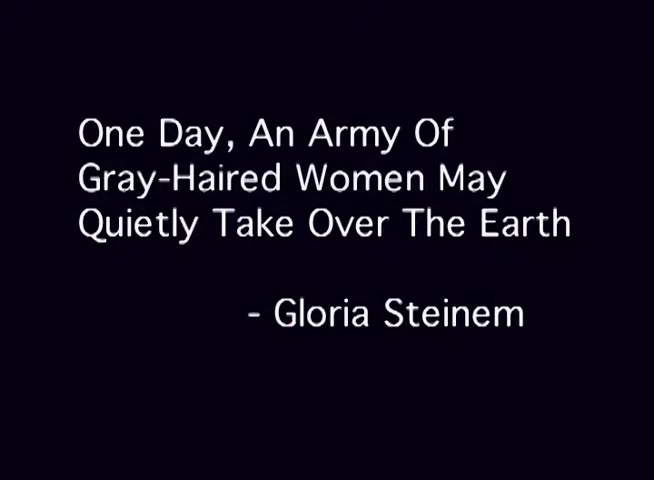 One Day, An Army Of
Gray-Haired Women May
Quietly Take Over The Earth
- Gloria Steinem